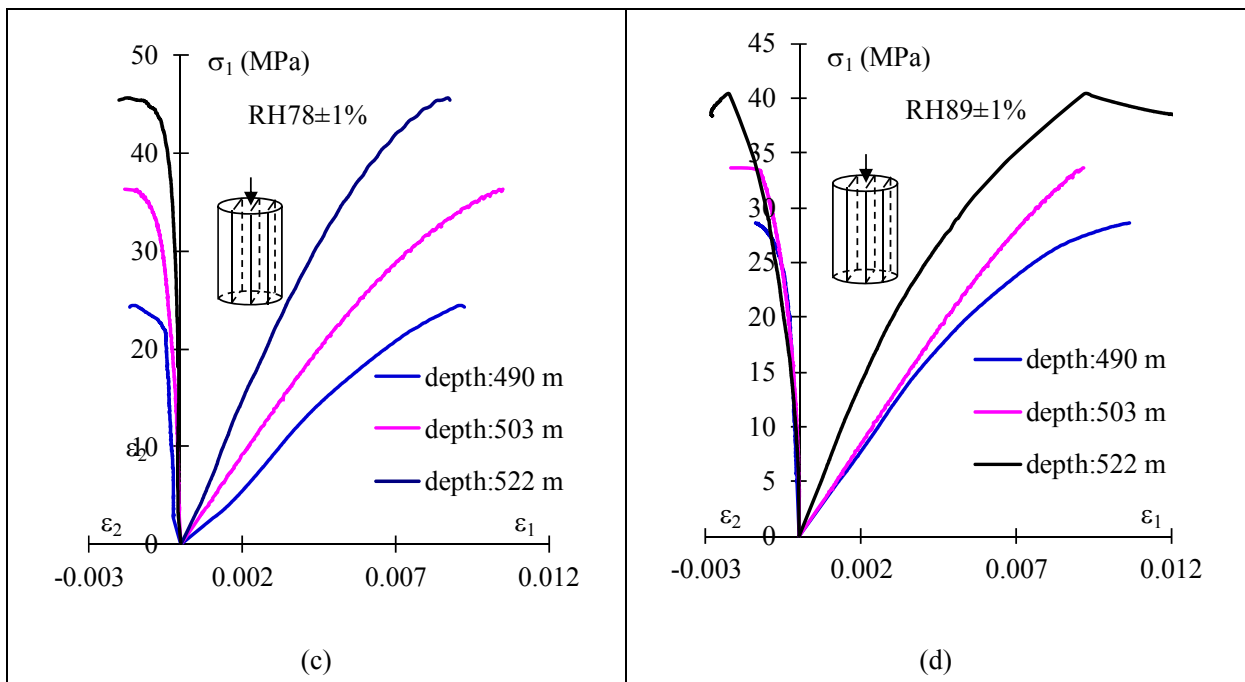 50
σ1 (MPa)
RH78±1%
40
30
20
depth:490 m
depth:503 m
10
ε2
depth:522 m
ε2
0
ε1
-0.003
0.002
0.007
0.012
(c)
45
σ1 (MPa)
40
RH89±1%
35
30
25
20
depth:490 m
15
depth:503 m
10
depth:522 m
5
ε2
0
ε1
-0.003
0.002
0.007
0.012
(d)